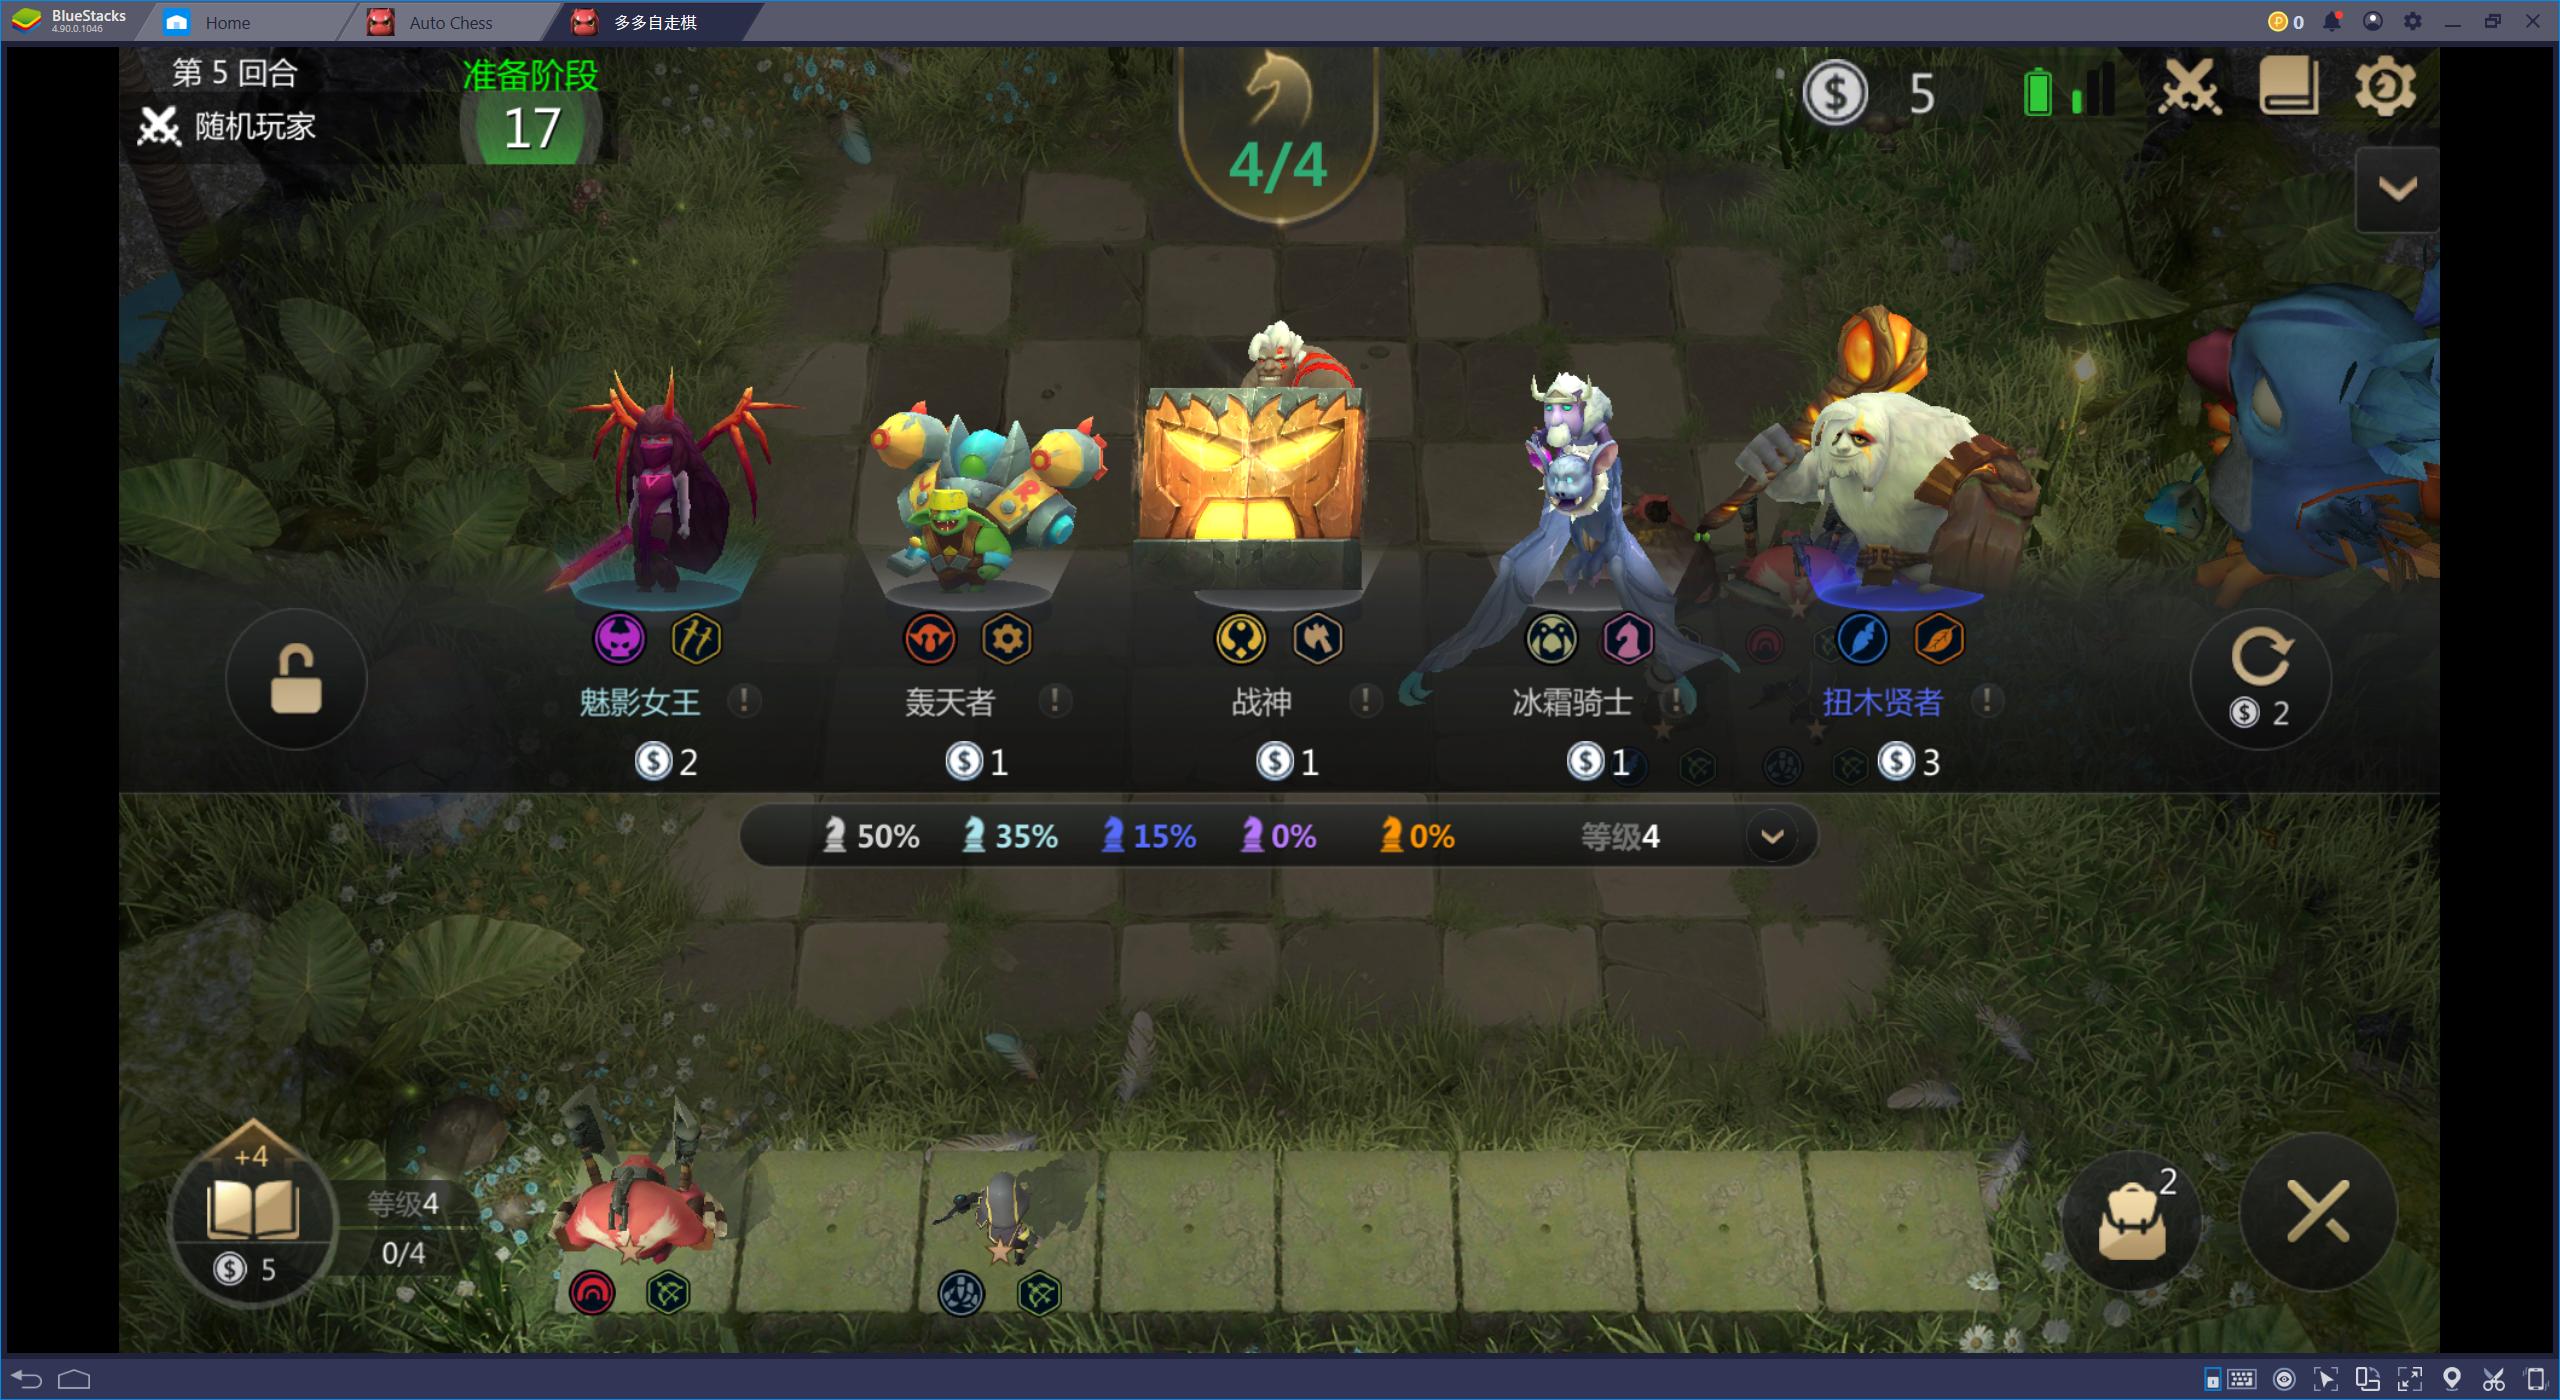 BlueStacks
4.90.0.1046
Home
Auto Chess
多多自走棋
0
第 5 回合
准备阶段
随机玩家
17
4/4
5
魅影女王
轰天者
战神
冰霜骑士
扭木贤者
2
1
1
1
3
2
50%
35%
15%
0%
0%
等级4
+4
5
等级4
0/4
2